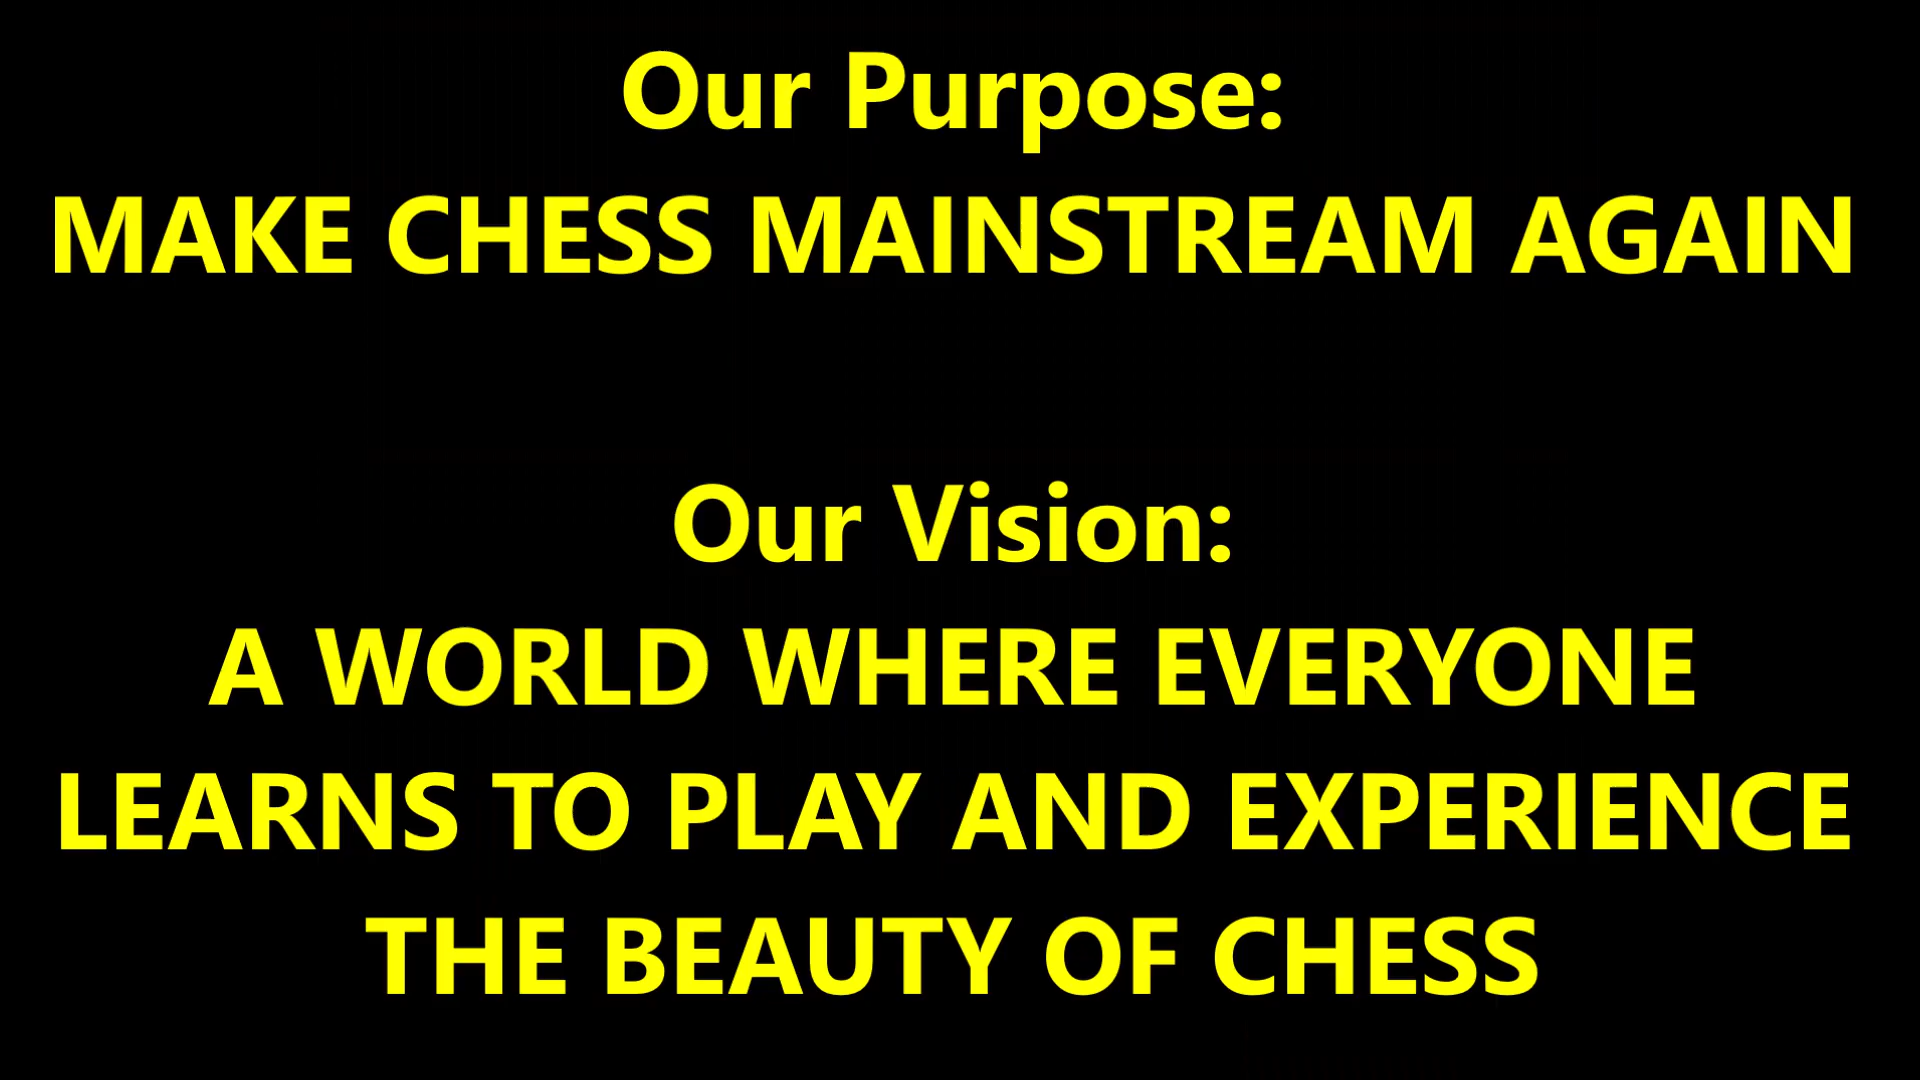 Our Purpose:
MAKE CHESS MAINSTREAM AGAIN
Our Vision:
A WORLD WHERE EVERYONE
LEARNS TO PLAY AND EXPERIENCE
THE BEAUTY OF CHESS